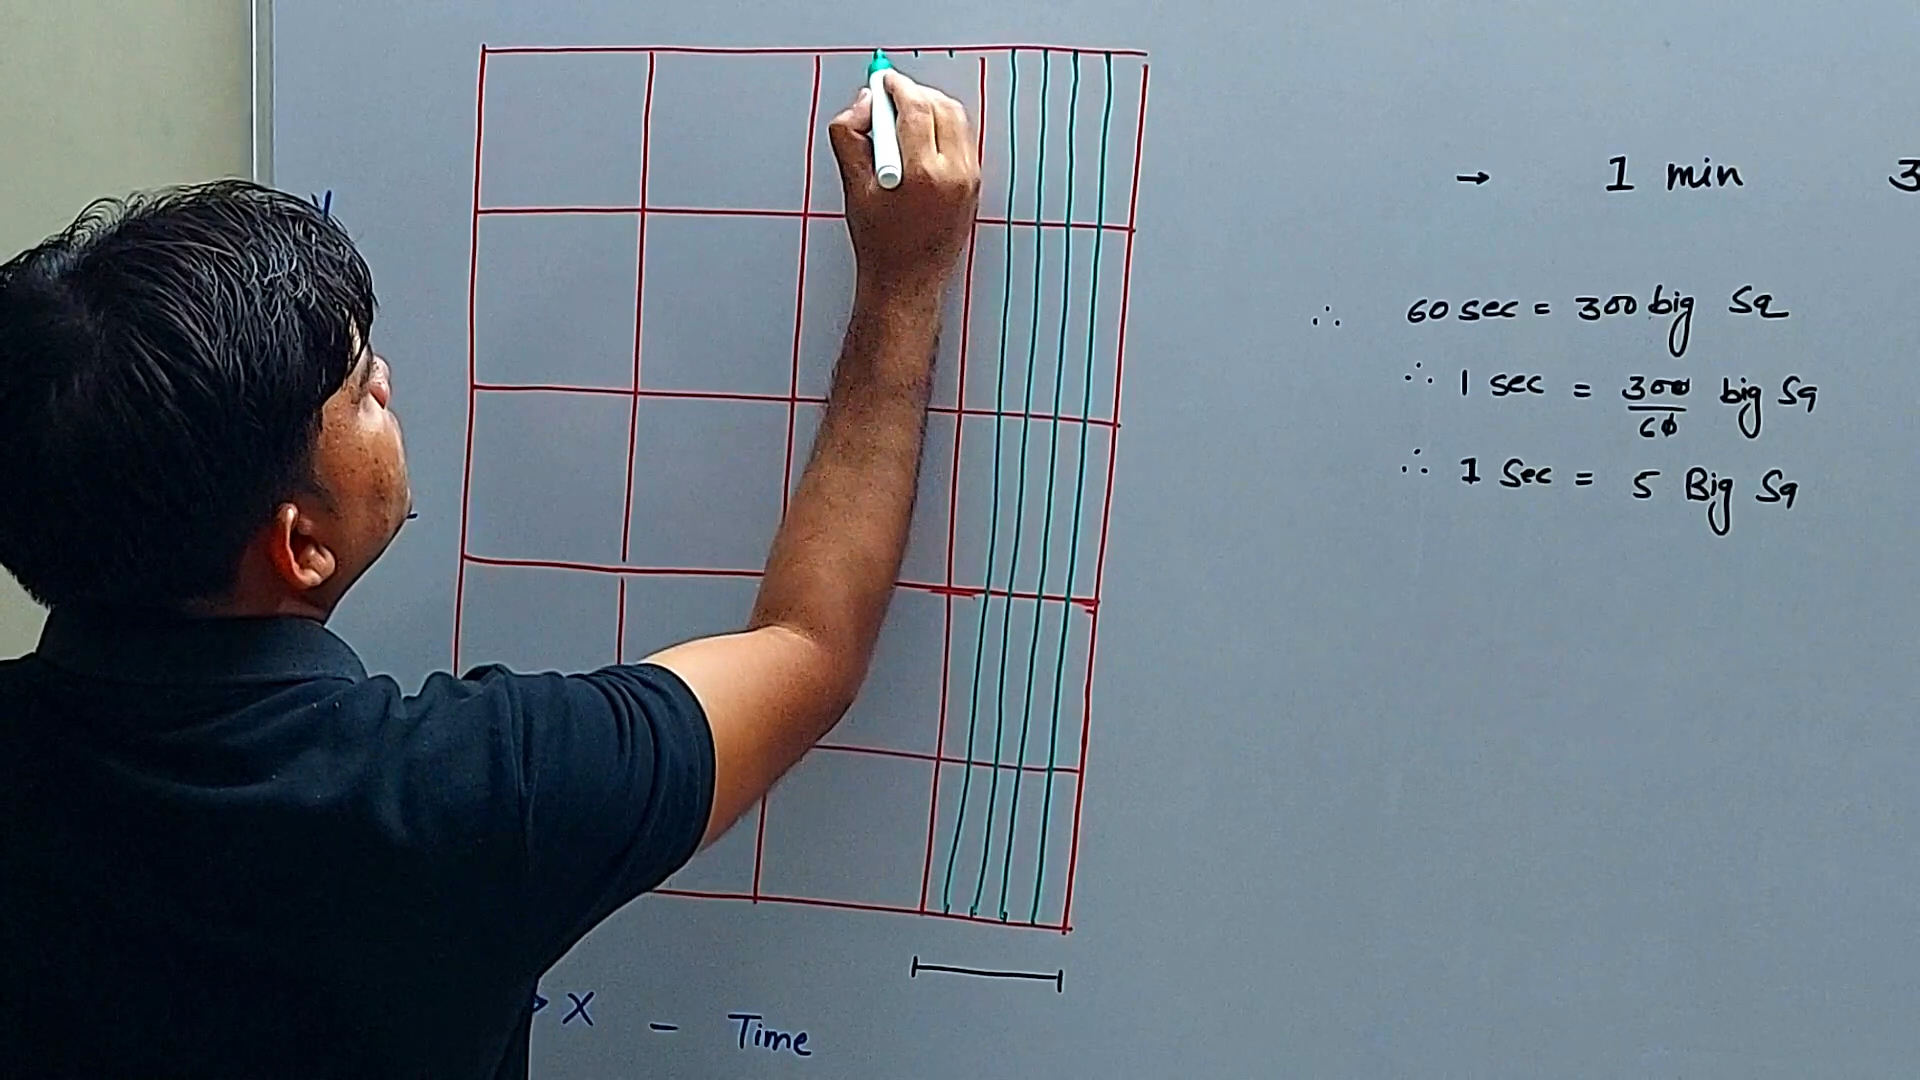 → 1 min 3
∴ 60 sec = 300 big Sq
∴ 1 sec = 300/60 big Sq
∴ 1 Sec = 5 Big Sq
Y
X - Time